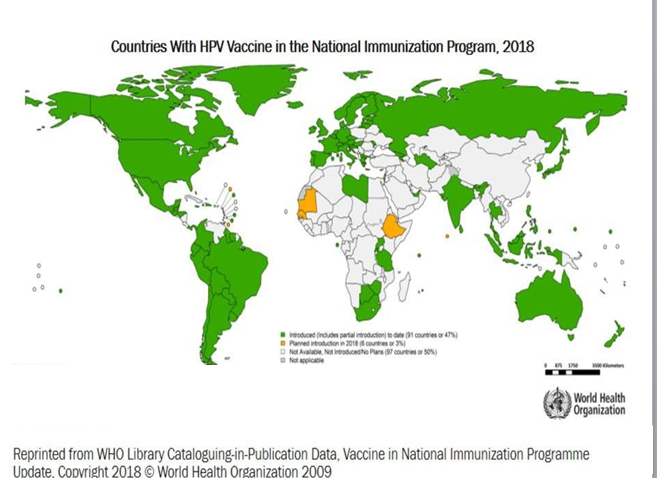 Countries With HPV Vaccine in the National Immunization Program, 2018
Introduced (Includes partial introduction) to date (91 countries or 47%)
Planned introduction in 2018 (6 countries or 3%)
Not Available, Not Introduced/No Plans (97 countries or 50%)
Not applicable
0 875 1750 3500 Kilometers
World Health
Organization
Reprinted from WHO Library Cataloguing-in-Publication Data, Vaccine in National Immunization Programme
Update, Copyright 2018 © World Health Organization 2009